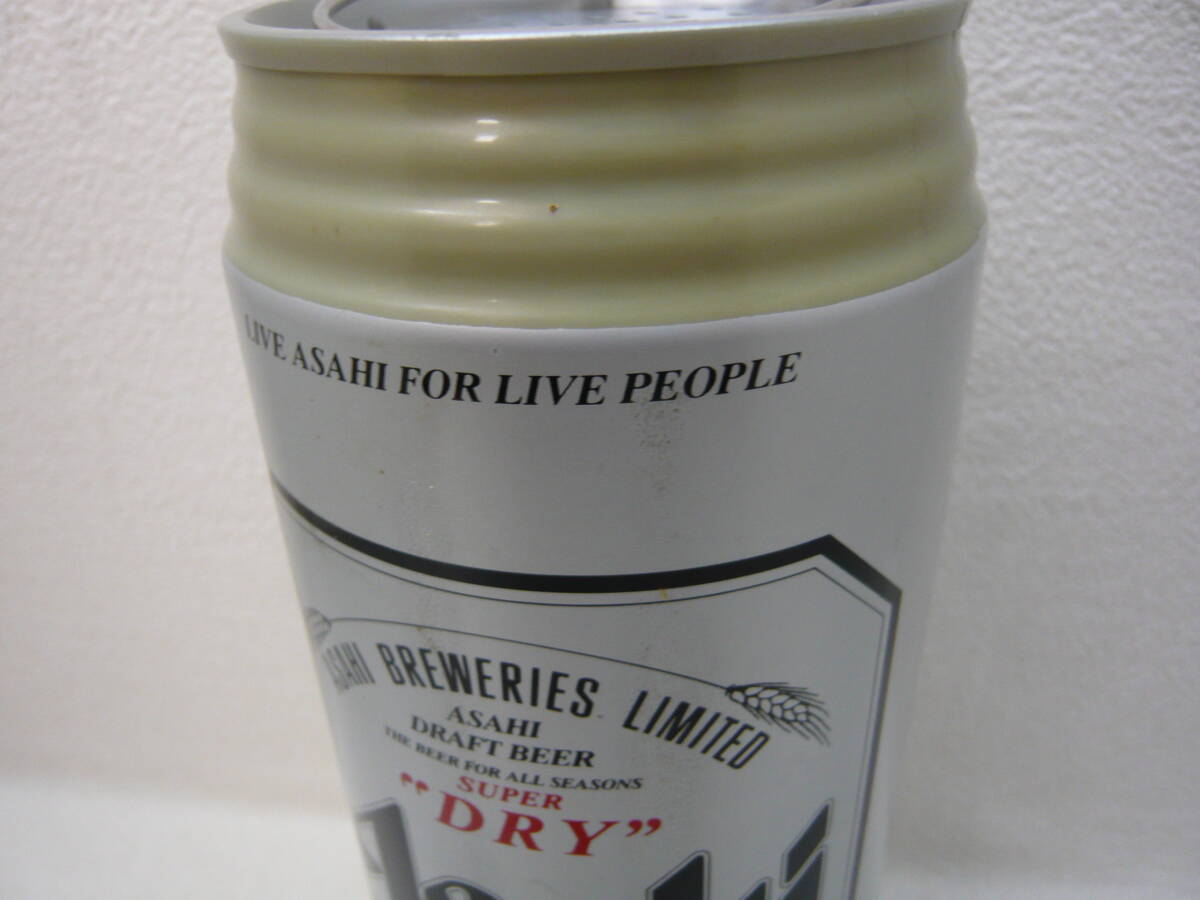 LIVE ASAHI FOR LIVE PEOPLE
ASAHI BREWERIES LIMITED
ASAHI
DRAFT BEER
THE BEER FOR ALL SEASONS
SUPER
"DRY"